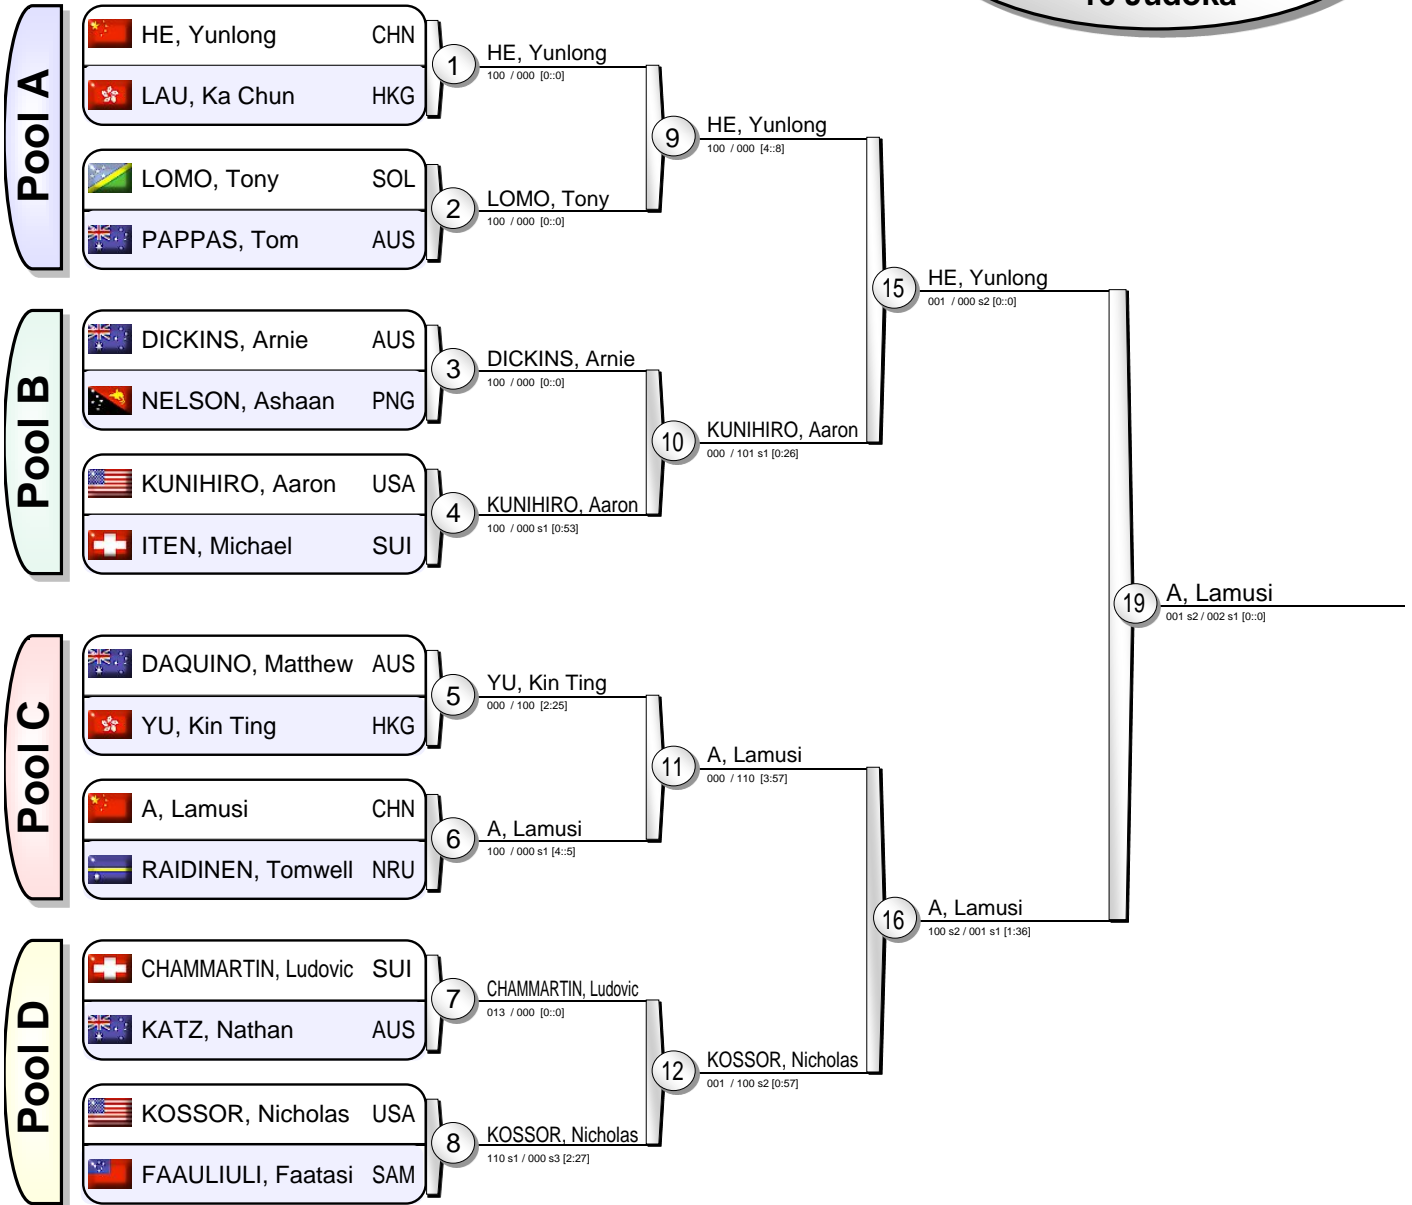 16 Judoka
Pool A
HE, Yunlong CHN
LAU, Ka Chun HKG
LOMO, Tony SOL
PAPPAS, Tom AUS
Pool B
DICKINS, Arnie AUS
NELSON, Ashaan PNG
KUNIHIRO, Aaron USA
ITEN, Michael SUI
Pool C
DAQUINO, Matthew AUS
YU, Kin Ting HKG
A, Lamusi CHN
RAIDINEN, Tomwell NRU
Pool D
CHAMMARTIN, Ludovic SUI
KATZ, Nathan AUS
KOSSOR, Nicholas USA
FAAULIULI, Faatasi SAM
1 HE, Yunlong
100 / 000 [0::0]
2 LOMO, Tony
100 / 000 [0::0]
3 DICKINS, Arnie
100 / 000 [0::0]
4 KUNIHIRO, Aaron
100 / 000 s1 [0:53]
5 YU, Kin Ting
000 / 100 [2:25]
6 A, Lamusi
100 / 000 s1 [4::5]
7 CHAMMARTIN, Ludovic
013 / 000 [0::0]
8 KOSSOR, Nicholas
110 s1 / 000 s3 [2:27]
9 HE, Yunlong
100 / 000 [4::8]
10 KUNIHIRO, Aaron
000 / 101 s1 [0:26]
11 A, Lamusi
000 / 110 [3:57]
12 KOSSOR, Nicholas
001 / 100 s2 [0:57]
15 HE, Yunlong
001 / 000 s2 [0::0]
16 A, Lamusi
100 s2 / 001 s1 [1:36]
19 A, Lamusi
001 s2 / 002 s1 [0::0]